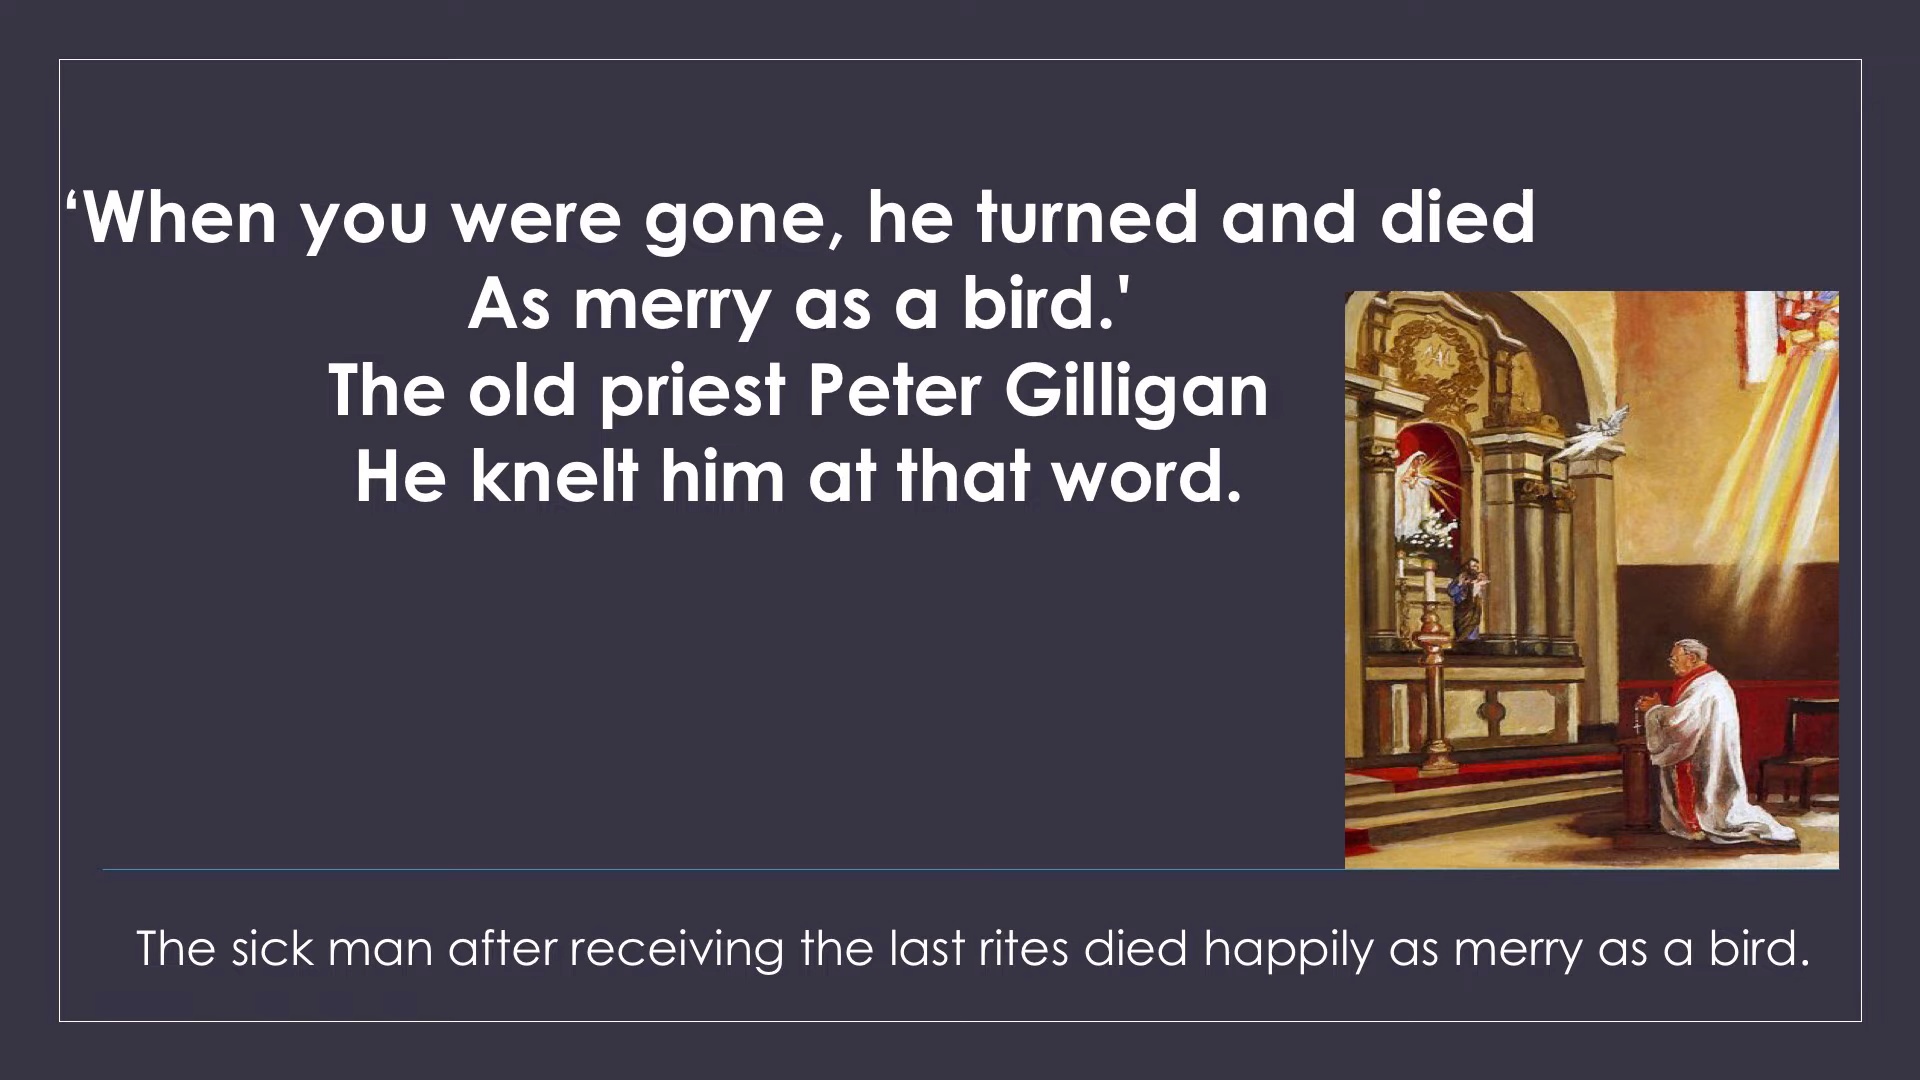 ‘When you were gone, he turned and died
As merry as a bird.'
The old priest Peter Gilligan
He knelt him at that word.
The sick man after receiving the last rites died happily as merry as a bird.